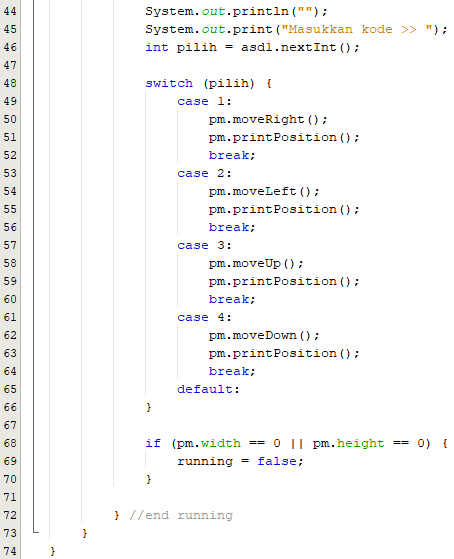 44 System.out.println("");
45 System.out.print("Masukkan kode >> ");
46 int pilih = asdl.nextInt();
47
48 switch (pilih) {
49 case 1:
50 pm.moveRight();
51 pm.printPosition();
52 break;
53 case 2:
54 pm.moveLeft();
55 pm.printPosition();
56 break;
57 case 3:
58 pm.moveUp();
59 pm.printPosition();
60 break;
61 case 4:
62 pm.moveDown();
63 pm.printPosition();
64 break;
65 default:
66 }
67
68 if (pm.width == 0 || pm.height == 0) {
69 running = false;
70 }
71
72 } //end running
73 }
74 }